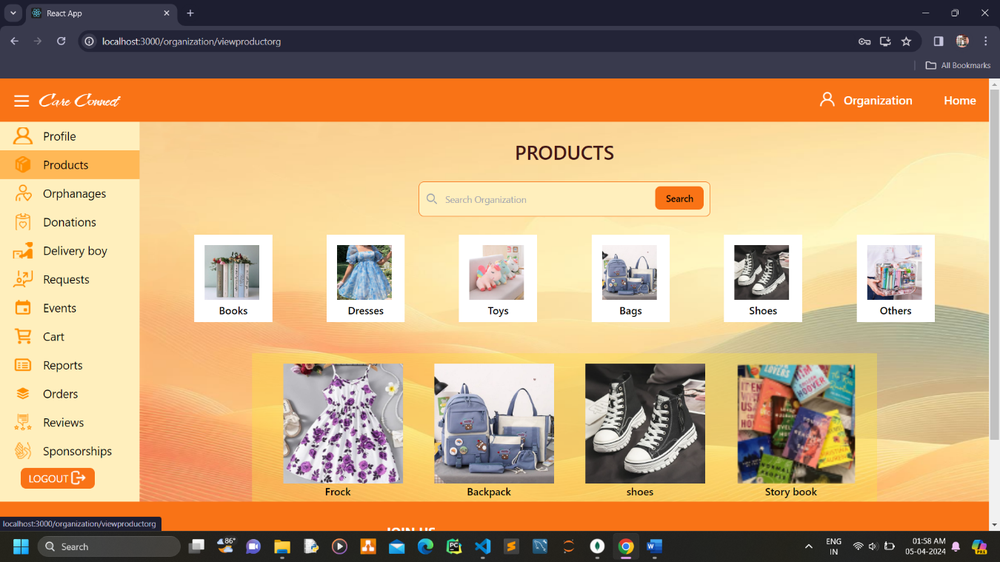 React App
localhost:3000/organization/viewproductorg
All Bookmarks
Care Connect
Organization
Home
Profile
Products
Orphanages
Donations
Delivery boy
Requests
Events
Cart
Reports
Orders
Reviews
Sponsorships
LOGOUT
PRODUCTS
Search Organization
Search
Books
Dresses
Toys
Bags
Shoes
Others
Frock
Backpack
shoes
Story book
JOIN US
localhost:3000/organization/viewproductorg
Search
86°
PC
PRE
ENG
IN
01:58 AM
05-04-2024